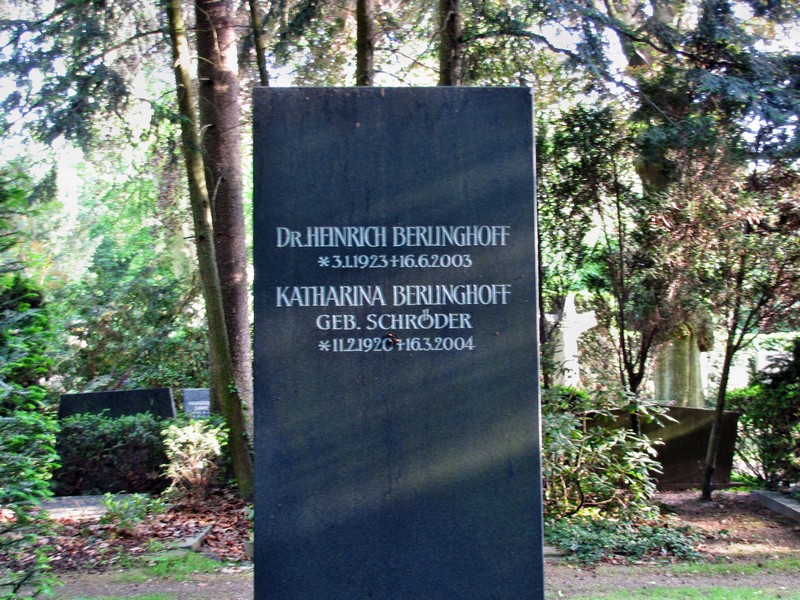 DR. HEINRICH BERLINGHOFF
*3.1.1923 +16.6.2003
KATHARINA BERLINGHOFF
GEB. SCHRÖDER
*11.2.1920 +16.3.2004